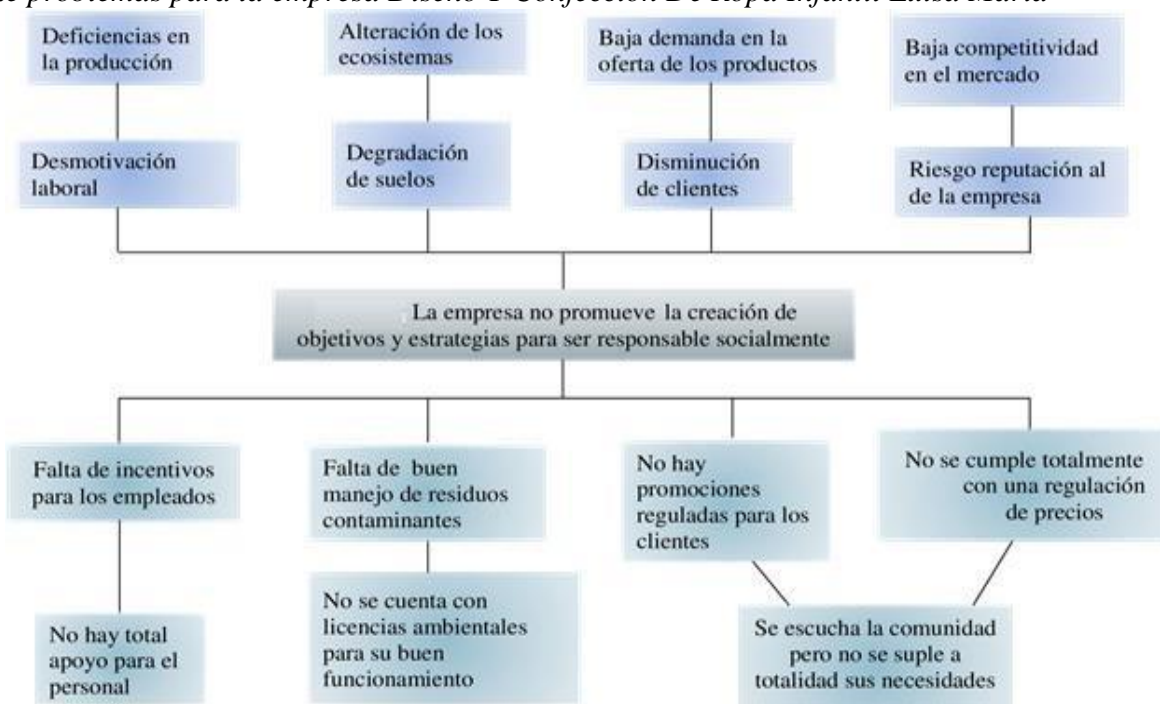 de problemas para la empresa Diseño Y Confección De Ropa Infantil Luisa María
Deficiencias en
la producción
Alteración de los
ecosistemas
Baja demanda en la
oferta de los productos
Baja competitividad
en el mercado
Desmotivación
laboral
Degradación
de suelos
Disminución
de clientes
Riesgo reputación al
de la empresa
La empresa no promueve la creación de
objetivos y estrategias para ser responsable socialmente
Falta de incentivos
para los empleados
Falta de buen
manejo de residuos
contaminantes
No hay
promociones
reguladas para los
clientes
No se cumple totalmente
con una regulación
de precios
No hay total
apoyo para el
personal
No se cuenta con
licencias ambientales
para su buen
funcionamiento
Se escucha la comunidad
pero no se suple a
totalidad sus necesidades